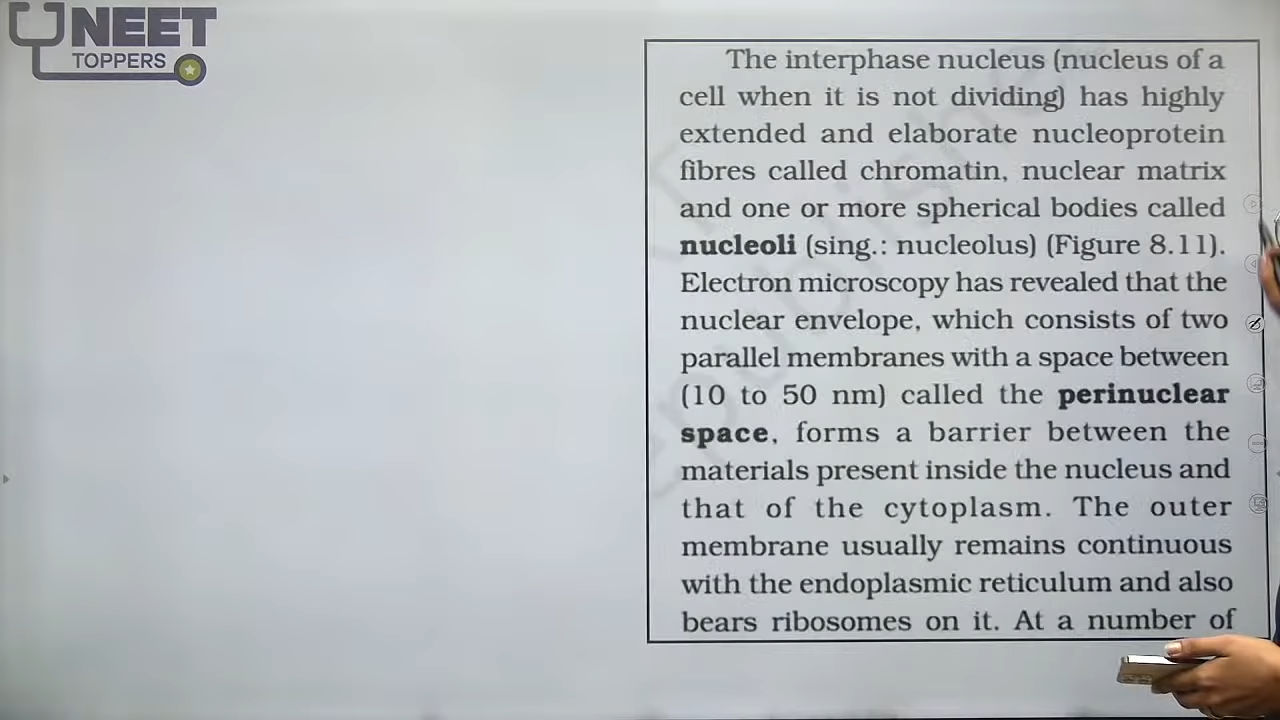 NEET
TOPPERS
The interphase nucleus (nucleus of a
cell when it is not dividing) has highly
extended and elaborate nucleoprotein
fibres called chromatin, nuclear matrix
and one or more spherical bodies called
nucleoli (sing.: nucleolus) (Figure 8.11).
Electron microscopy has revealed that the
nuclear envelope, which consists of two
parallel membranes with a space between
(10 to 50 nm) called the perinuclear
space, forms a barrier between the
materials present inside the nucleus and
that of the cytoplasm. The outer
membrane usually remains continuous
with the endoplasmic reticulum and also
bears ribosomes on it. At a number of